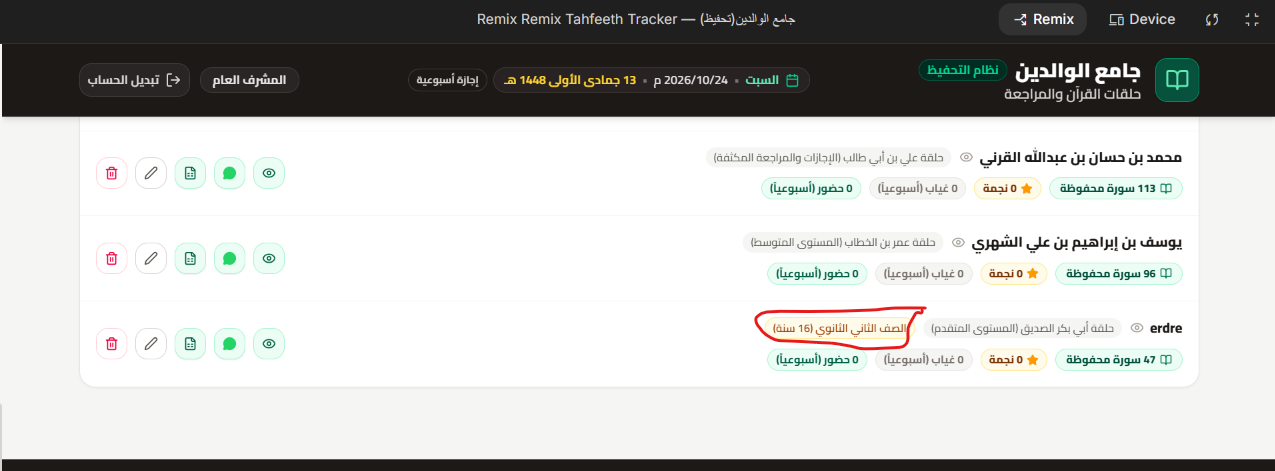 Remix Remix Tahfeeth Tracker — جامع الوالدين(تحفيظ)
Remix
Device
جامع الوالدين
نظام التحفيظ
حلقات القرآن والمراجعة
السبت • 2026/10/24 م • 13 جمادى الأولى 1448 هـ
إجازة أسبوعية
المشرف العام
تبديل الحساب
محمد بن حسان بن عبدالله القرني
حلقة علي بن أبي طالب (الإجازات والمراجعة المكثفة)
113 سورة محفوظة
0 نجمة
0 غياب (أسبوعياً)
0 حضور (أسبوعياً)
يوسف بن إبراهيم بن علي الشهري
حلقة عمر بن الخطاب (المستوى المتوسط)
96 سورة محفوظة
0 نجمة
0 غياب (أسبوعياً)
0 حضور (أسبوعياً)
erdre
حلقة أبي بكر الصديق (المستوى المتقدم)
الصف الثاني الثانوي (16 سنة)
47 سورة محفوظة
0 نجمة
0 غياب (أسبوعياً)
0 حضور (أسبوعياً)